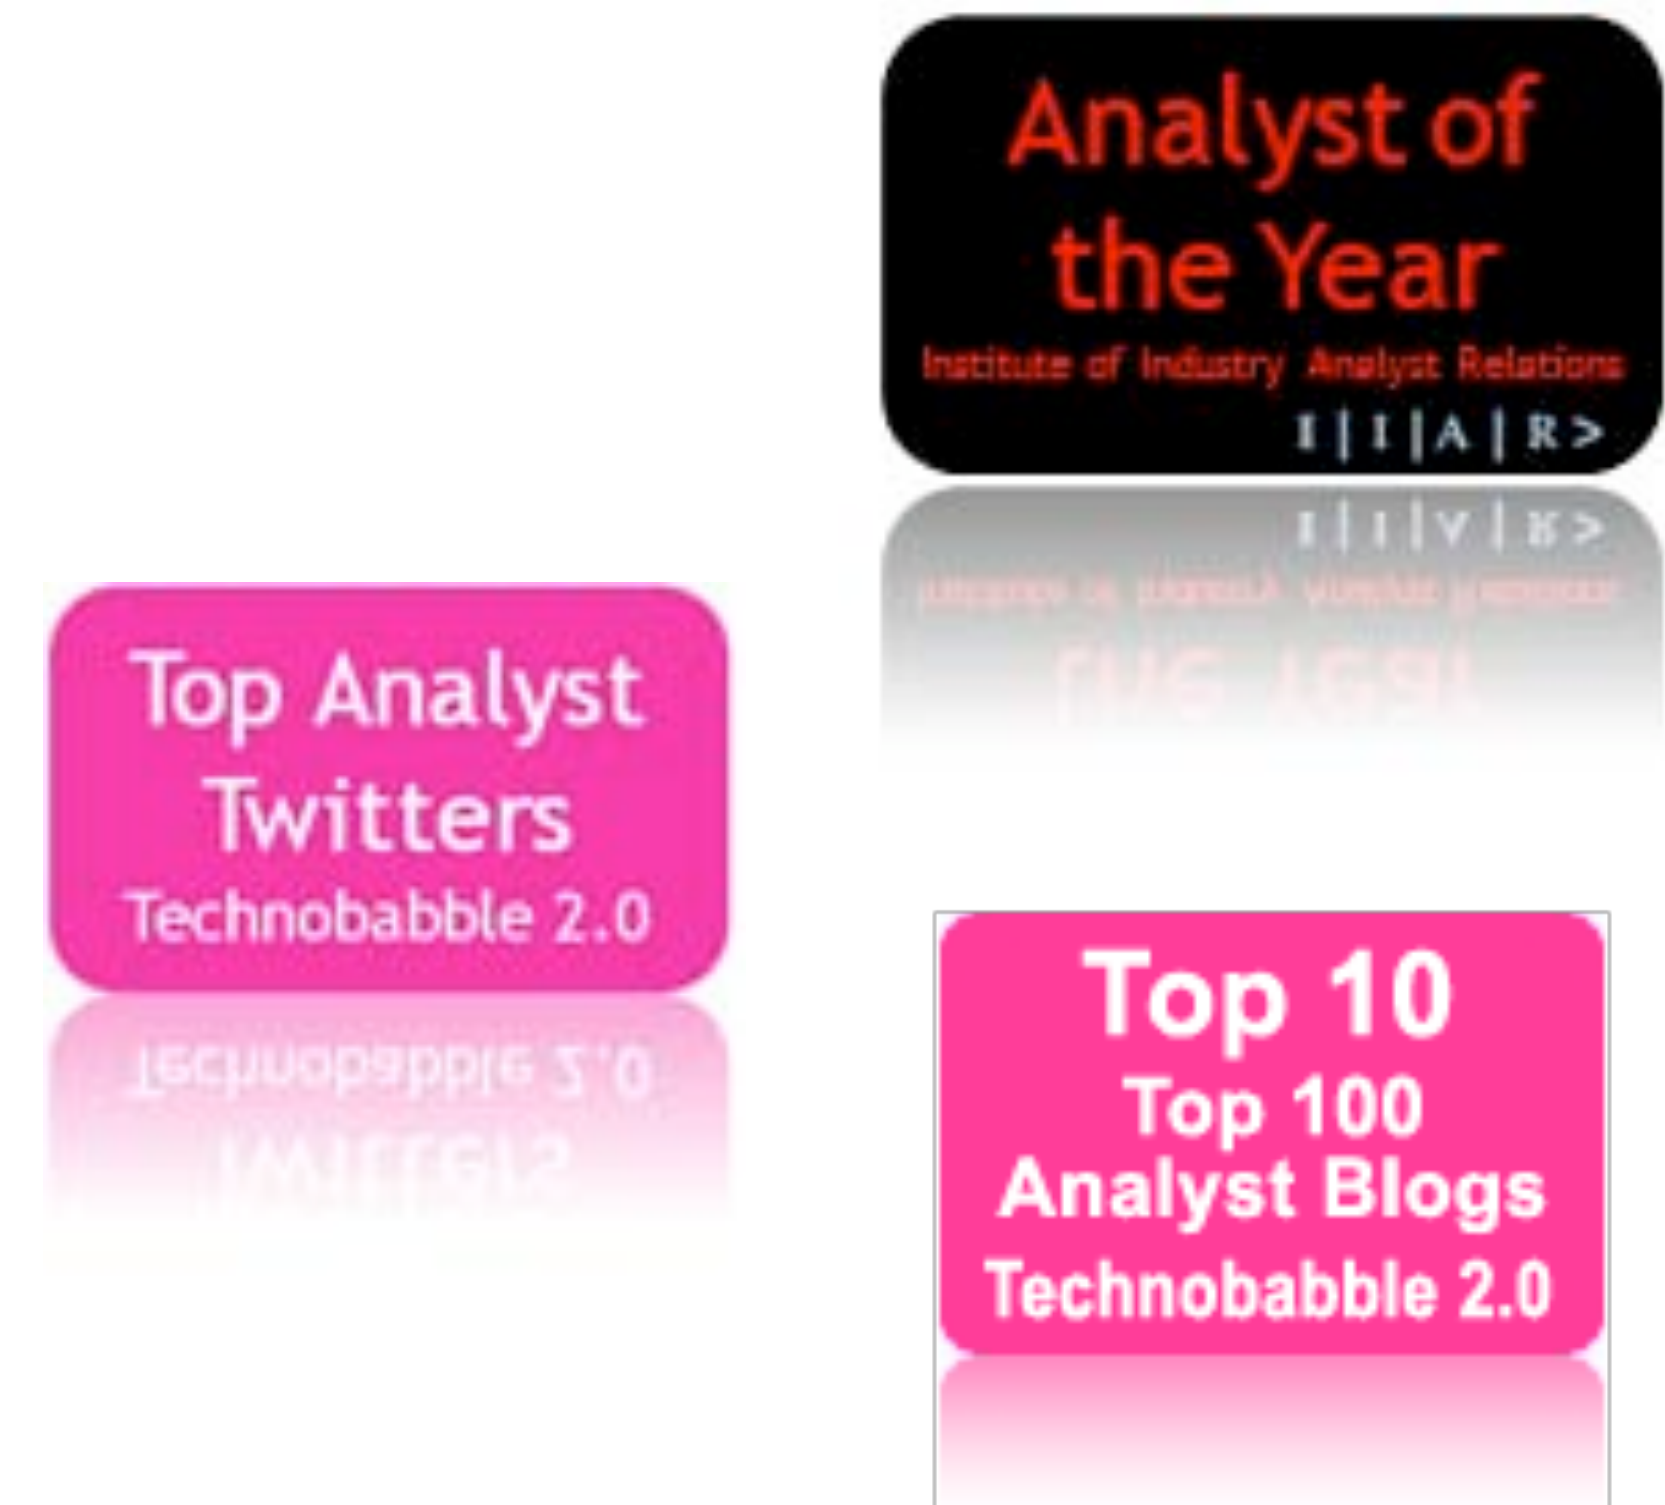 Analyst of
the Year
Institute of Industry Analyst Relations
I|I|A|R>
Top Analyst
Twitters
Technobabble 2.0
Top 10
Top 100
Analyst Blogs
Technobabble 2.0